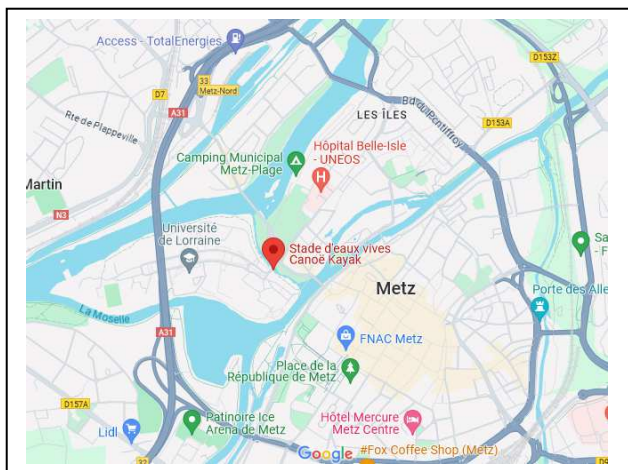 Access - TotalEnergies
D153Z
33
Metz-Nord
D7
A31
Rte de Plappeville
LES ÎLES
Bd du Pontiffroy
D153A
Hôpital Belle-Isle
- UNEOS
Camping Municipal
Metz-Plage
Martin
N3
Université
de Lorraine
Stade d'eaux vives
Canoë Kayak
Sa
- F
Metz
Porte des Alle
La Moselle
A31
FNAC Metz
Place de la
République de Metz
D157A
Lidl
Patinoire Ice
Arena de Metz
Hôtel Mercure
Metz Centre
Google
#Fox Coffee Shop (Metz)
32
D9